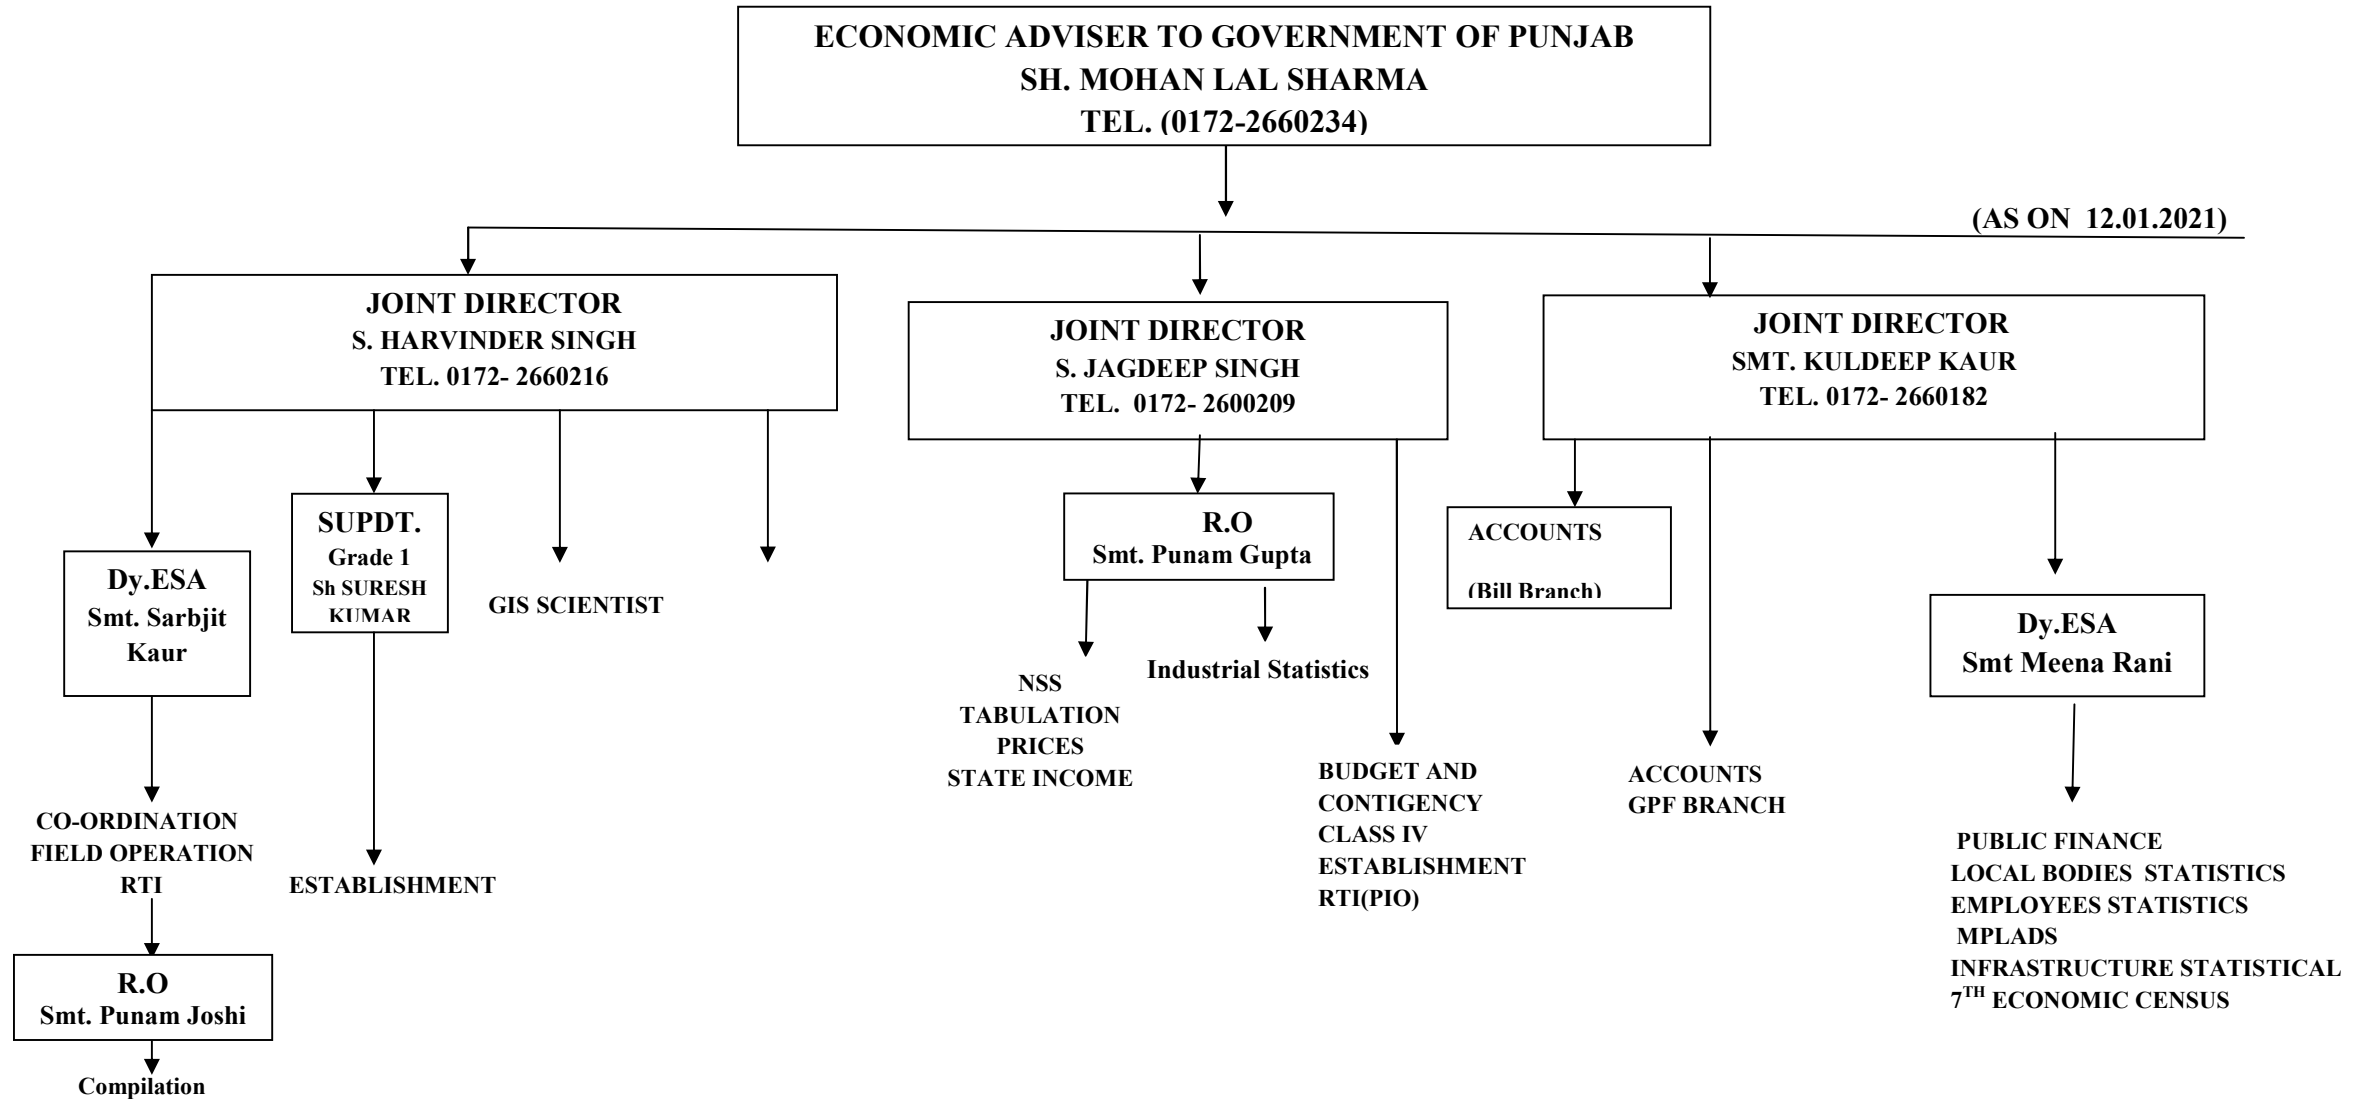 ECONOMIC ADVISER TO GOVERNMENT OF PUNJAB
SH. MOHAN LAL SHARMA
TEL. (0172-2660234)
(AS ON 12.01.2021)
JOINT DIRECTOR
S. HARVINDER SINGH
TEL. 0172- 2660216
JOINT DIRECTOR
S. JAGDEEP SINGH
TEL. 0172- 2600209
JOINT DIRECTOR
SMT. KULDEEP KAUR
TEL. 0172- 2660182
Dy.ESA
Smt. Sarbjit
Kaur
SUPDT.
Grade 1
Sh SURESH
KUMAR
GIS SCIENTIST
R.O
Smt. Punam Gupta
ACCOUNTS
(Bill Branch)
Dy.ESA
Smt Meena Rani
NSS
TABULATION
PRICES
STATE INCOME
Industrial Statistics
BUDGET AND
CONTIGENCY
CLASS IV
ESTABLISHMENT
RTI(PIO)
ACCOUNTS
GPF BRANCH
CO-ORDINATION
FIELD OPERATION
RTI
ESTABLISHMENT
PUBLIC FINANCE
LOCAL BODIES STATISTICS
EMPLOYEES STATISTICS
MPLADS
INFRASTRUCTURE STATISTICAL
7TH ECONOMIC CENSUS
R.O
Smt. Punam Joshi
Compilation